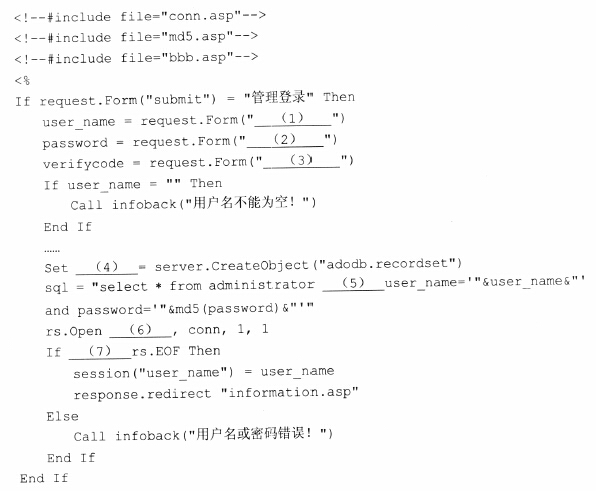 <!--#include file="conn.asp"-->
<!--#include file="md5.asp"-->
<!--#include file="bbb.asp"-->
<%
If request.Form("submit") = "管理登录" Then
user_name = request.Form("___(1)___")
password = request.Form("___(2)___")
verifycode = request.Form("___(3)___")
If user_name = "" Then
Call infoback("用户名不能为空!")
End If
……
Set ___(4)___ = server.CreateObject("adodb.recordset")
sql = "select * from administrator ___(5)___user_name='"&user_name&"'
and password='"&md5(password)&"'"
rs.Open ___(6)___, conn, 1, 1
If ___(7)___rs.EOF Then
session("user_name") = user_name
response.redirect "information.asp"
Else
Call infoback("用户名或密码错误!")
End If
End If